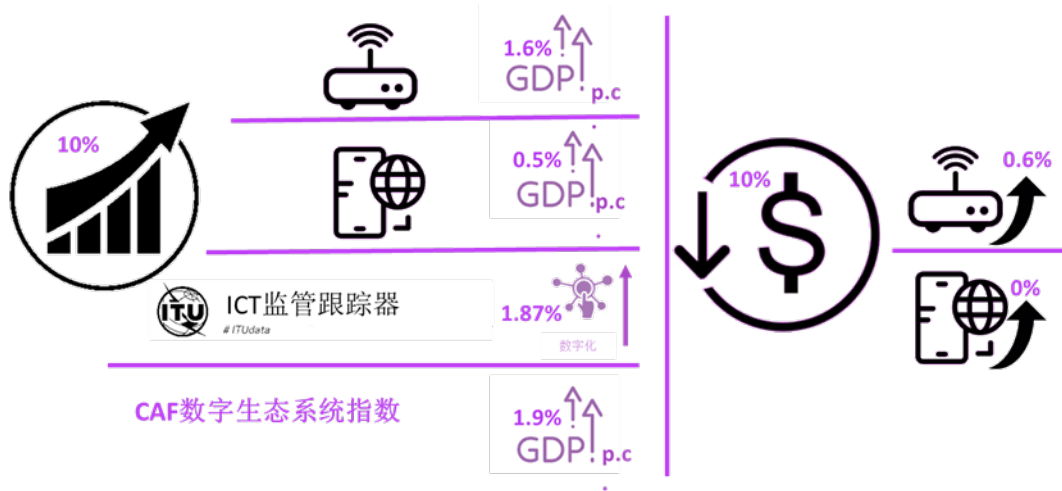 10%
1.6%
GDP
p.c
.
0.5%
GDP
p.c
.
ITU
ICT监管跟踪器
# ITUdata
1.87%
数字化
CAF数字生态系统指数
1.9%
GDP
p.c
.
10%
$
0.6%
0%